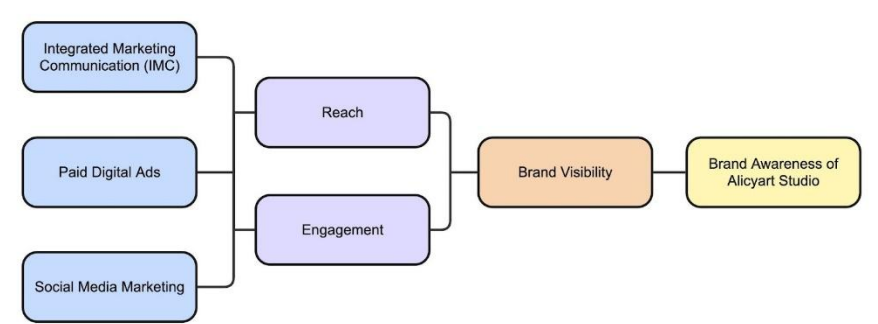 Integrated Marketing
Communication (IMC)
Paid Digital Ads
Social Media Marketing
Reach
Engagement
Brand Visibility
Brand Awareness of
Alicyart Studio